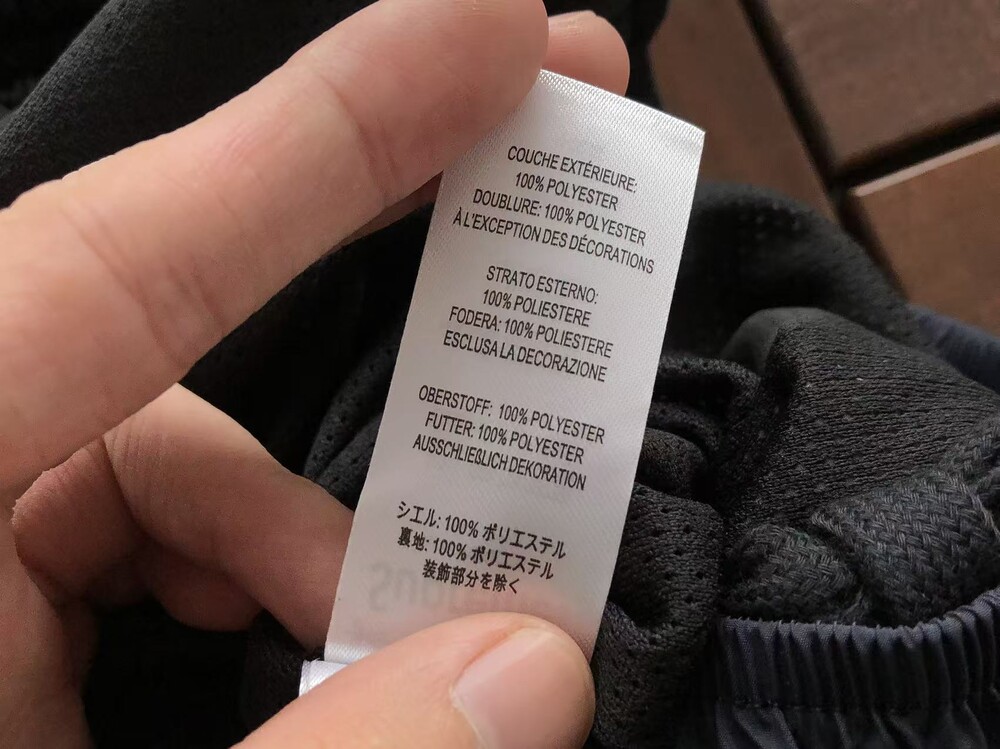 COUCHE EXTÉRIEURE:
100% POLYESTER
DOUBLURE: 100% POLYESTER
À L'EXCEPTION DES DÉCORATIONS
STRATO ESTERNO:
100% POLIESTERE
FODERA: 100% POLIESTERE
ESCLUSA LA DECORAZIONE
OBERSTOFF: 100% POLYESTER
FUTTER: 100% POLYESTER
AUSSCHLIEßLICH DEKORATION
シエル: 100% ポリエステル
裏地: 100% ポリエステル
装飾部分を除く